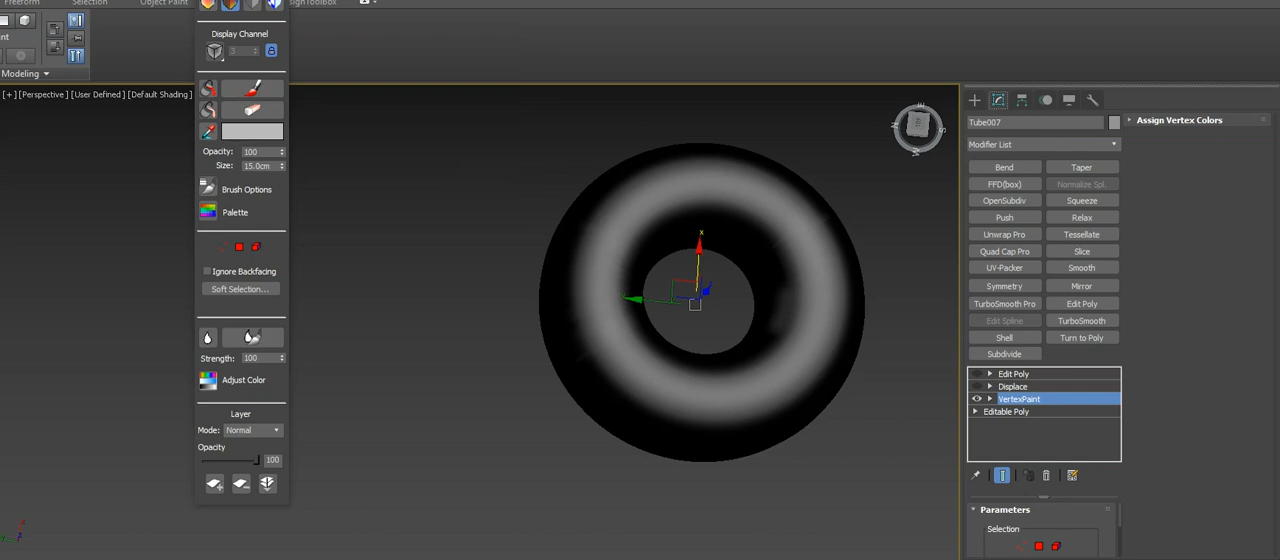 Freeform
Selection
Object Paint
signToolbox
nt
Modeling
[+] [Perspective] [User Defined] [Default Shading]
Display Channel
3
Opacity: 100
Size: 15.0cm
Brush Options
Palette
Ignore Backfacing
Soft Selection...
Strength: 100
Adjust Color
Layer
Mode: Normal
Opacity
100
E
N
S
W
x
x
Tube007
Modifier List
Bend
Taper
FFD(box)
Normalize Spl.
OpenSubdiv
Squeeze
Push
Relax
Unwrap Pro
Tessellate
Quad Cap Pro
Slice
UV-Packer
Smooth
Symmetry
Mirror
TurboSmooth Pro
Edit Poly
Edit Spline
TurboSmooth
Shell
Turn to Poly
Subdivide
Edit Poly
Displace
VertexPaint
Editable Poly
Parameters
Selection
Assign Vertex Colors